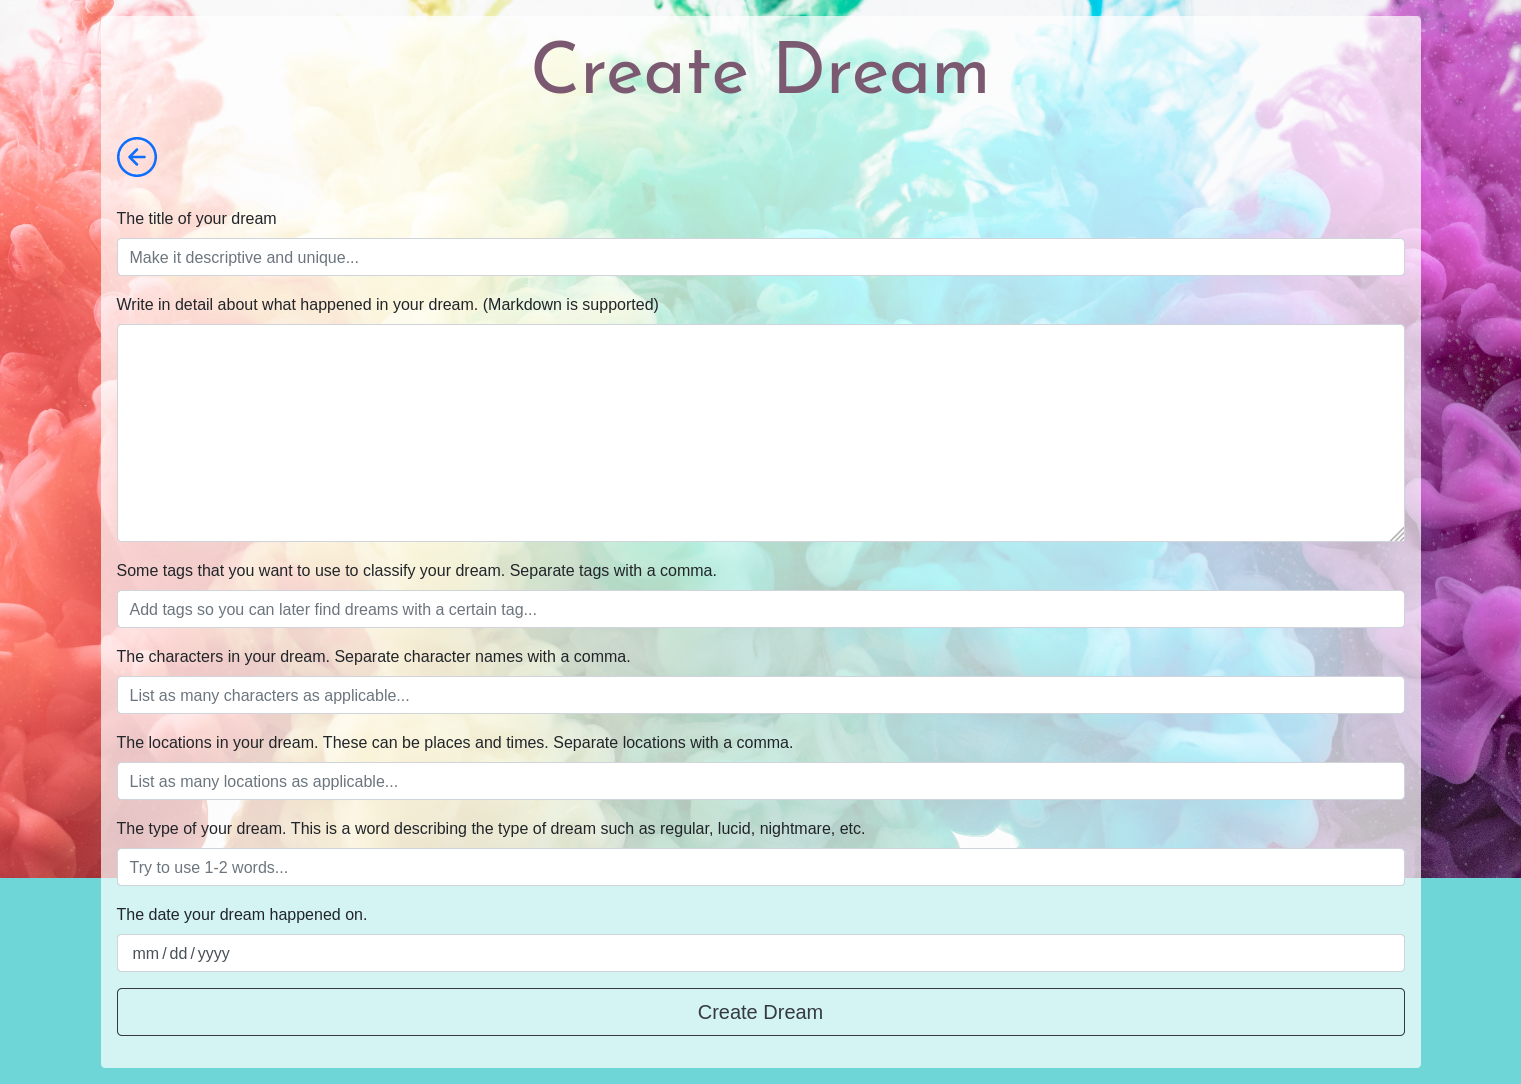 Create Dream
The title of your dream
Make it descriptive and unique...
Write in detail about what happened in your dream. (Markdown is supported)
Some tags that you want to use to classify your dream. Separate tags with a comma.
Add tags so you can later find dreams with a certain tag...
The characters in your dream. Separate character names with a comma.
List as many characters as applicable...
The locations in your dream. These can be places and times. Separate locations with a comma.
List as many locations as applicable...
The type of your dream. This is a word describing the type of dream such as regular, lucid, nightmare, etc.
Try to use 1-2 words...
The date your dream happened on.
mm/dd/yyyy
Create Dream